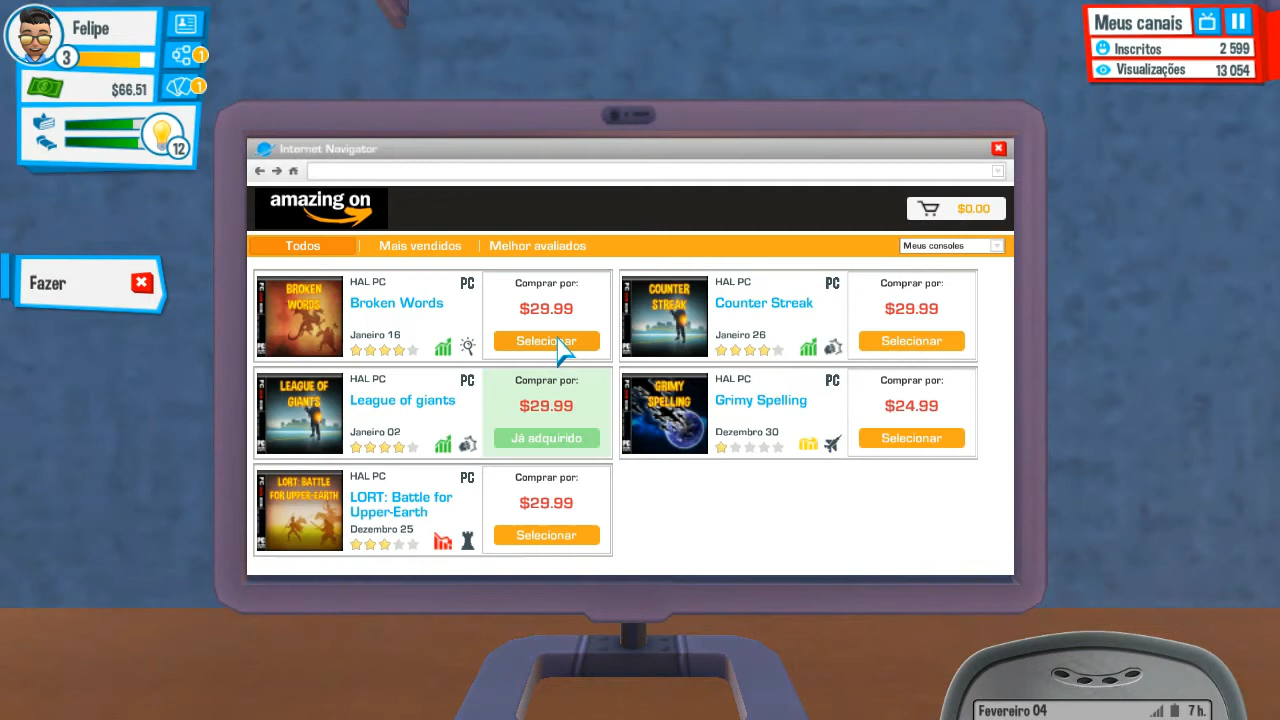 Felipe
3
1
$66.51
1
12
Meus canais
Inscritos 2 599
Visualizações 13 054
Fazer
Internet Navigator
amazing on
$0.00
Todos
Mais vendidos
Melhor avaliados
Meus consoles
BROKEN WORDS
HAL PC
PC
Broken Words
Janeiro 16
Comprar por:
$29.99
Selecionar
COUNTER STREAK
HAL PC
PC
Counter Streak
Janeiro 26
Comprar por:
$29.99
Selecionar
LEAGUE OF GIANTS
HAL PC
PC
League of giants
Janeiro 02
Comprar por:
$29.99
Já adquirido
GRIMY SPELLING
HAL PC
PC
Grimy Spelling
Dezembro 30
Comprar por:
$24.99
Selecionar
LORT: BATTLE FOR UPPER-EARTH
HAL PC
PC
LORT: Battle for
Upper-Earth
Dezembro 25
Comprar por:
$29.99
Selecionar
Fevereiro 04
7 h.